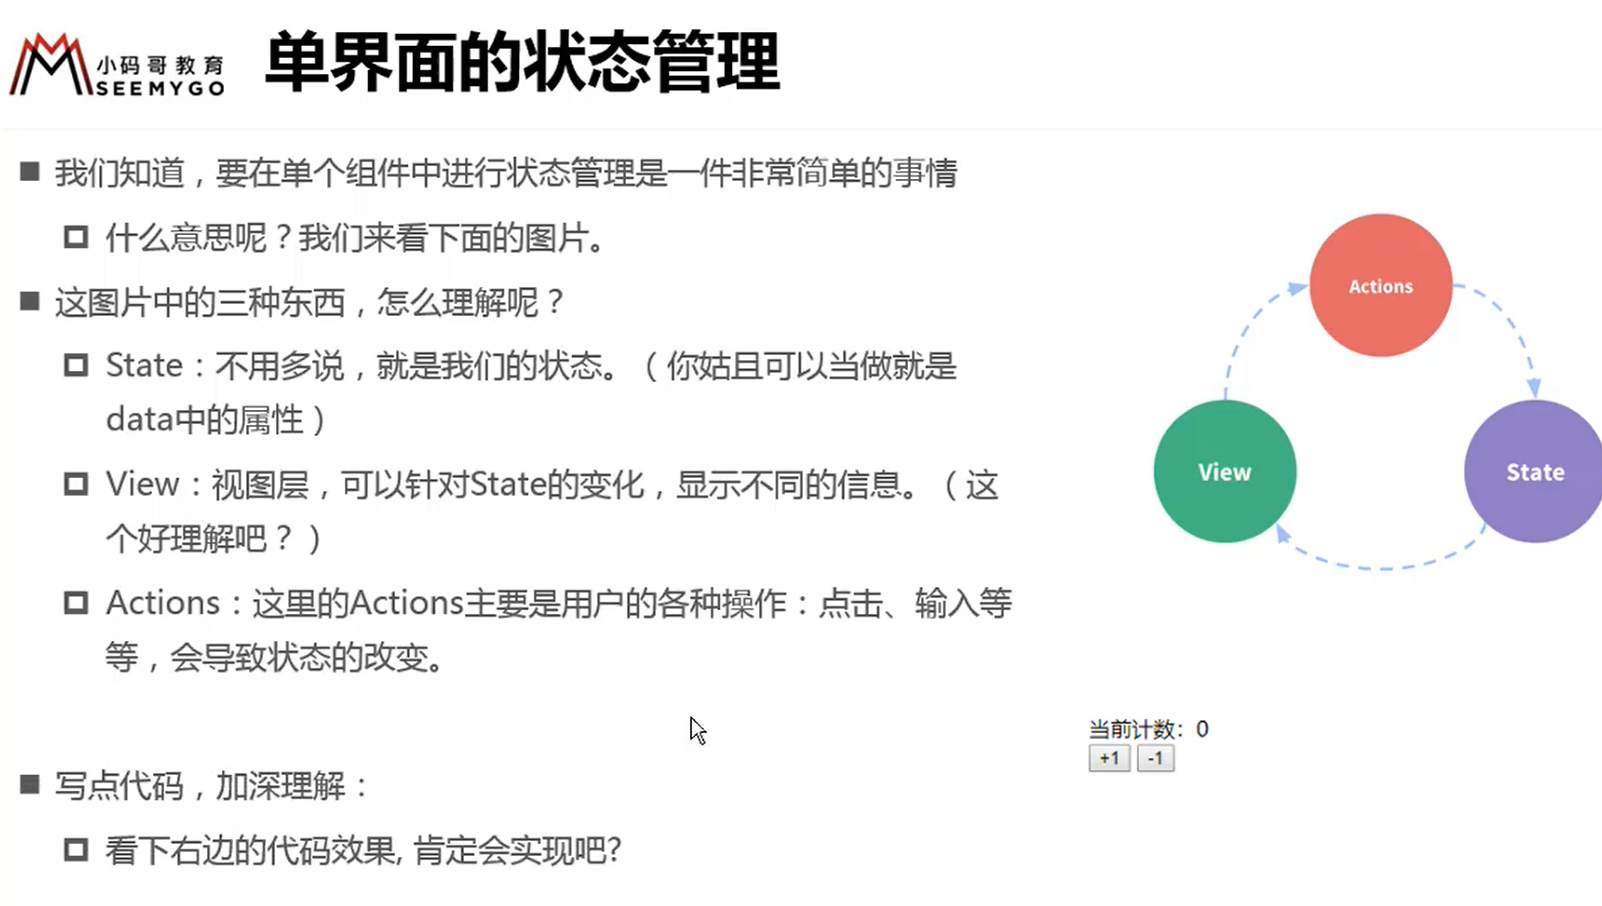 小码哥教育
SEEMYGO
单界面的状态管理
我们知道，要在单个组件中进行状态管理是一件非常简单的事情
什么意思呢？我们来看下面的图片。
这图片中的三种东西，怎么理解呢？
State：不用多说，就是我们的状态。（你姑且可以当做就是
data中的属性）
View：视图层，可以针对State的变化，显示不同的信息。（这
个好理解吧？）
Actions：这里的Actions主要是用户的各种操作：点击、输入等
等，会导致状态的改变。
写点代码，加深理解：
看下右边的代码效果, 肯定会实现吧?
Actions
View
State
当前计数：0
+1 -1